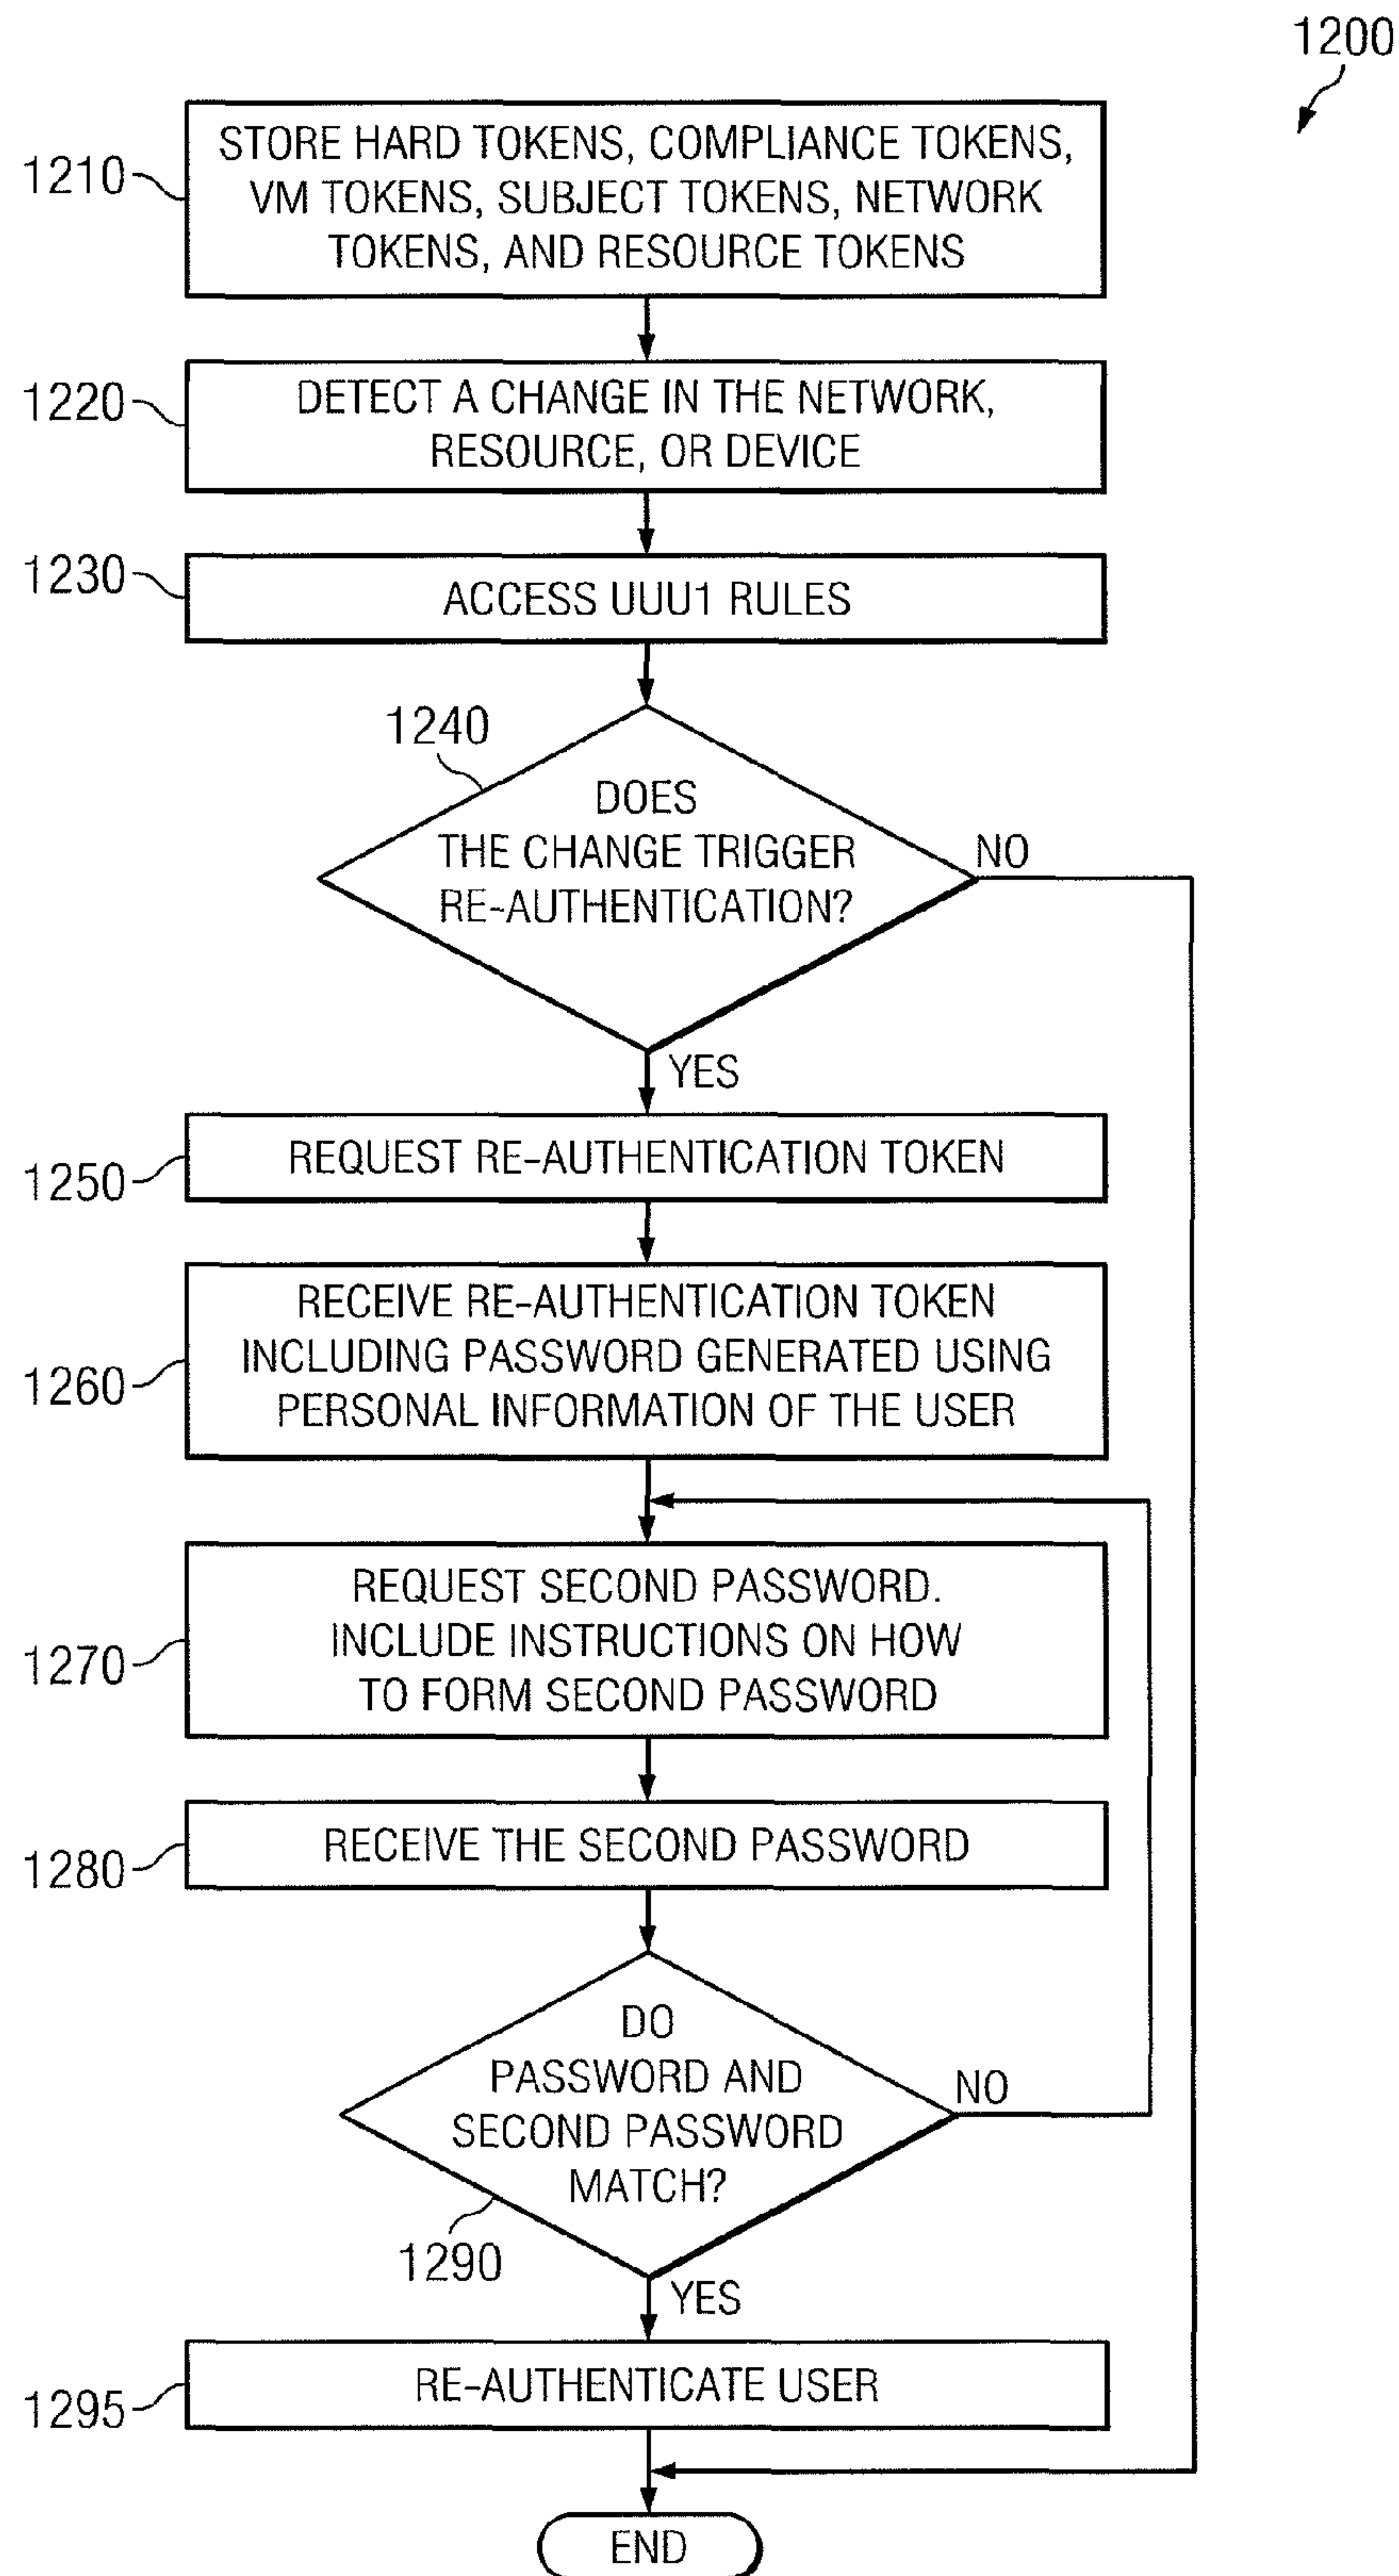 1200
1210
STORE HARD TOKENS, COMPLIANCE TOKENS,
VM TOKENS, SUBJECT TOKENS, NETWORK
TOKENS, AND RESOURCE TOKENS
1220
DETECT A CHANGE IN THE NETWORK,
RESOURCE, OR DEVICE
1230
ACCESS UUU1 RULES
1240
DOES
THE CHANGE TRIGGER
RE-AUTHENTICATION?
NO
YES
1250
REQUEST RE-AUTHENTICATION TOKEN
1260
RECEIVE RE-AUTHENTICATION TOKEN
INCLUDING PASSWORD GENERATED USING
PERSONAL INFORMATION OF THE USER
1270
REQUEST SECOND PASSWORD.
INCLUDE INSTRUCTIONS ON HOW
TO FORM SECOND PASSWORD
1280
RECEIVE THE SECOND PASSWORD
DO
PASSWORD AND
SECOND PASSWORD
MATCH?
NO
1290
YES
1295
RE-AUTHENTICATE USER
END